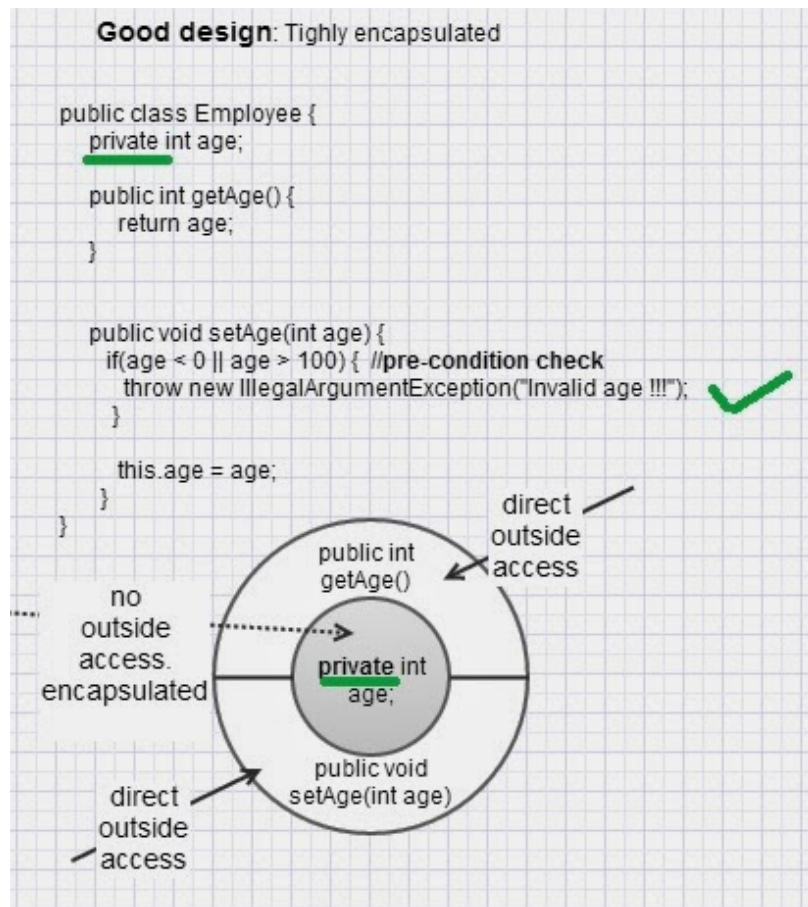 Good design: Tighly encapsulated
public class Employee {
private int age;
public int getAge() {
return age;
}
public void setAge(int age) {
if(age < 0 || age > 100) { //pre-condition check
throw new IllegalArgumentException("Invalid age !!!");
}
this.age = age;
}
}
direct
outside
access
public int
getAge()
no
outside
access.
encapsulated
private int
age;
public void
setAge(int age)
direct
outside
access